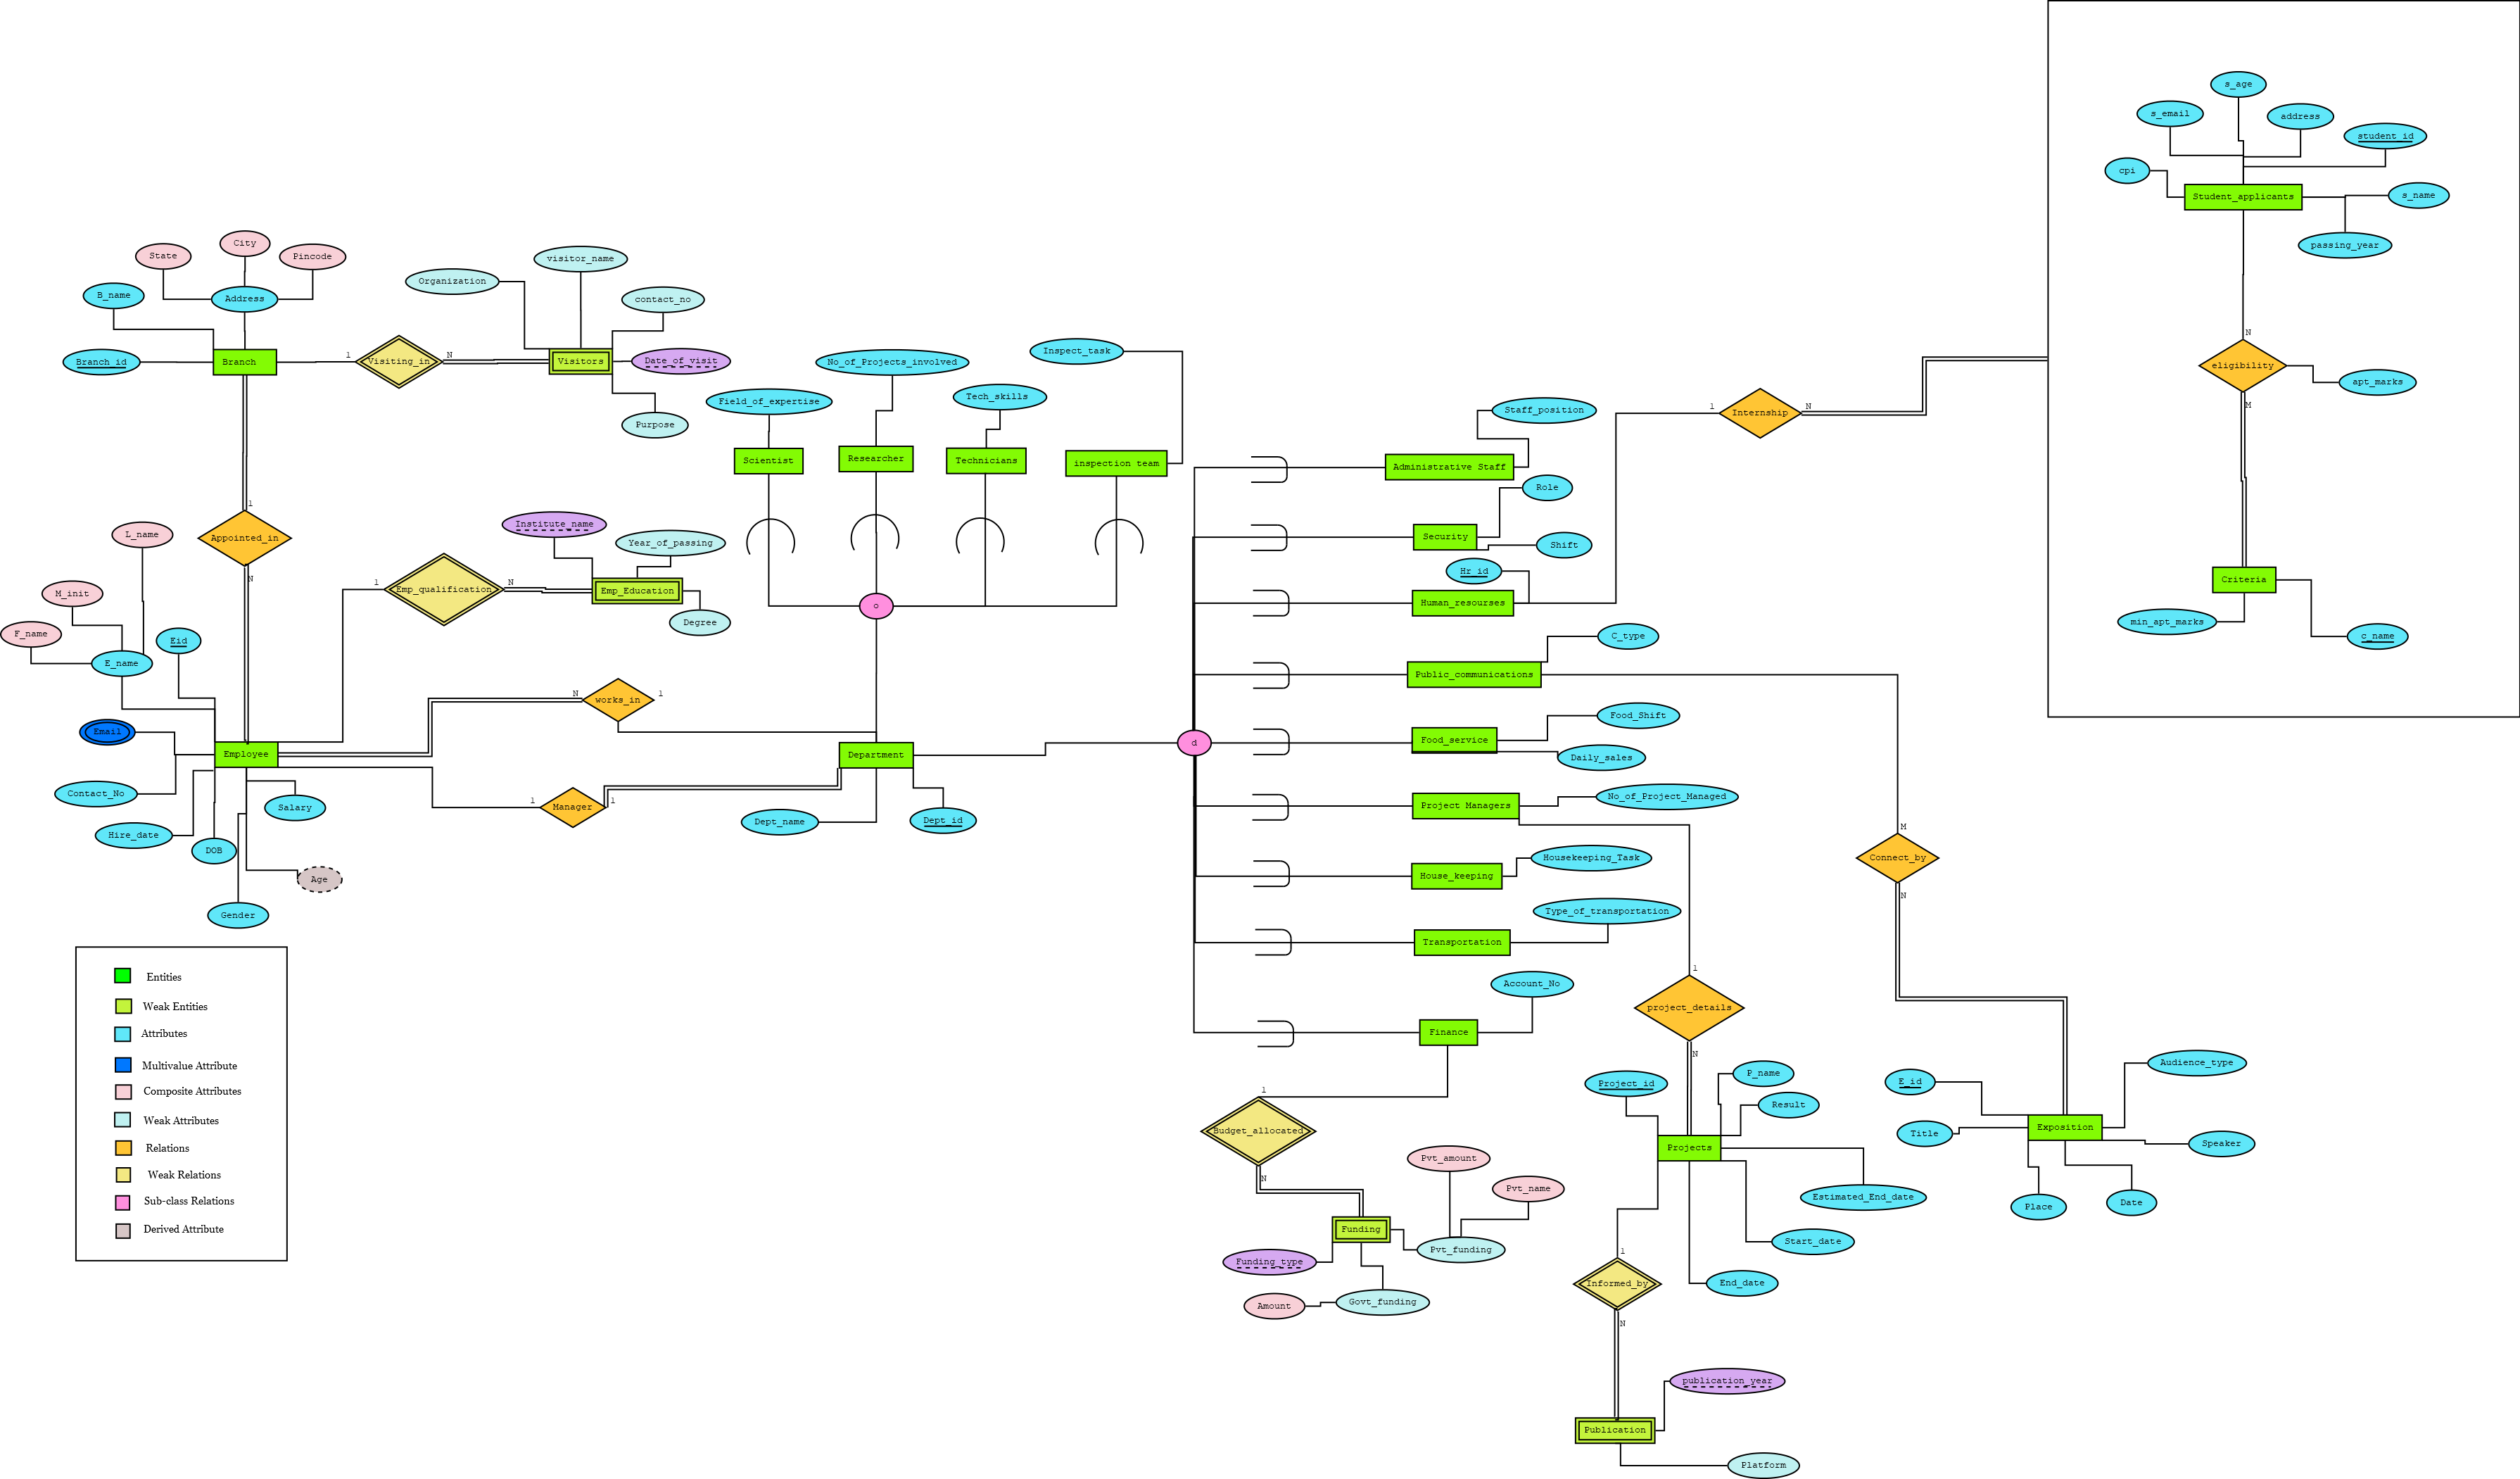 s_age
s_email
address
student_id
cpi
Student_applicants
s_name
passing_year
City
State
Pincode
visitor_name
Organization
B_name
Address
contact_no
N
1
N
Branch_id
Branch
Visiting_in
Visitors
Date_of_visit
No_of_Projects_involved
Inspect_task
eligibility
apt_marks
Field_of_expertise
Tech_skills
M
1
Internship
N
Staff_position
Purpose
Scientist
Researcher
Technicians
inspection team
Administrative Staff
Role
1
Appointed_in
L_name
Institute_name
Year_of_passing
Security
Shift
N
Hr_id
Criteria
1
Emp_qualification
N
Emp_Education
M_init
o
Human_resourses
min_apt_marks
c_name
Degree
F_name
Eid
E_name
C_type
Public_communications
N
works_in
1
Email
Food_Shift
Employee
Department
d
Food_service
Daily_sales
Contact_No
Salary
1
Manager
1
Dept_name
Dept_id
Project Managers
No_of_Project_Managed
M
Hire_date
DOB
Connect_by
Age
House_keeping
Housekeeping_Task
N
Gender
Type_of_transportation
Transportation
Entities
1
Account_No
Weak Entities
project_details
Attributes
Finance
N
Multivalue Attribute
Composite Attributes
1
Project_id
P_name
Result
E_id
Audience_type
Weak Attributes
Budget_allocated
Title
Exposition
Speaker
Relations
Pvt_amount
Projects
Weak Relations
N
Pvt_name
Estimated_End_date
Place
Date
Sub-class Relations
Derived Attribute
Funding
Pvt_funding
Start_date
Funding_type
1
Informed_by
End_date
Amount
Govt_funding
N
publication_year
Publication
Platform